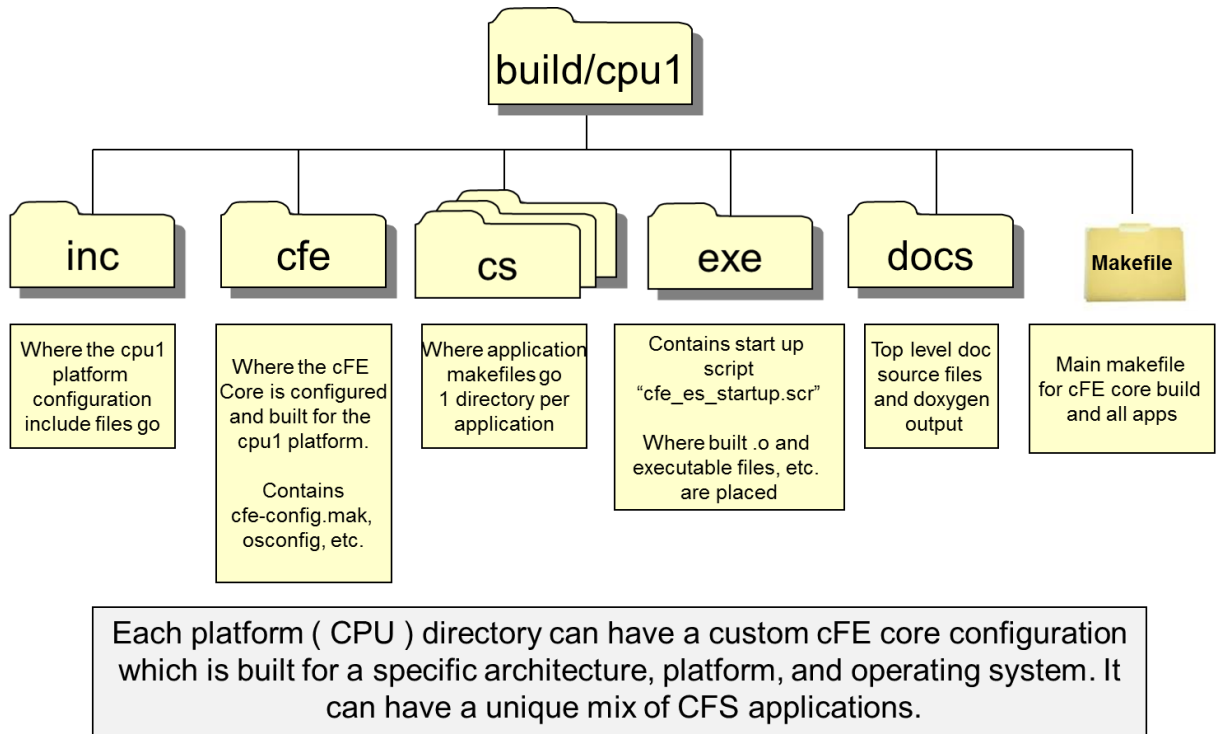 build/cpu1
inc
cfe
cs
exe
docs
Makefile
Where the cpu1
platform
configuration
include files go
Where the cFE
Core is configured
and built for the
cpu1 platform.
Contains
cfe-config.mak,
osconfig, etc.
Where application
makefiles go
1 directory per
application
Contains start up
script
“cfe_es_startup.scr”
Where built .o and
executable files, etc.
are placed
Top level doc
source files
and doxygen
output
Main makefile
for cFE core build
and all apps
Each platform ( CPU ) directory can have a custom cFE core configuration
which is built for a specific architecture, platform, and operating system. It
can have a unique mix of CFS applications.